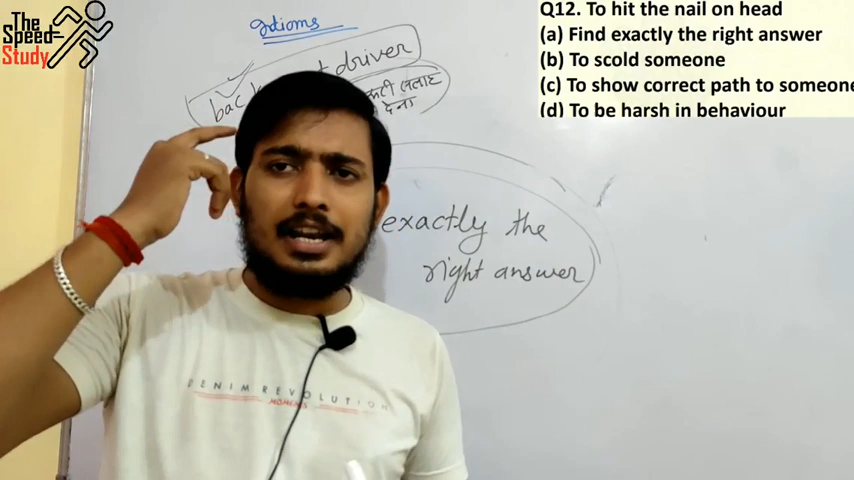 The
Speed
Study
Idioms
driver
Q12. To hit the nail on head
(a) Find exactly the right answer
(b) To scold someone
(c) To show correct path to someone
(d) To be harsh in behaviour
exactly the
right answer
DENIM REVOLUTION